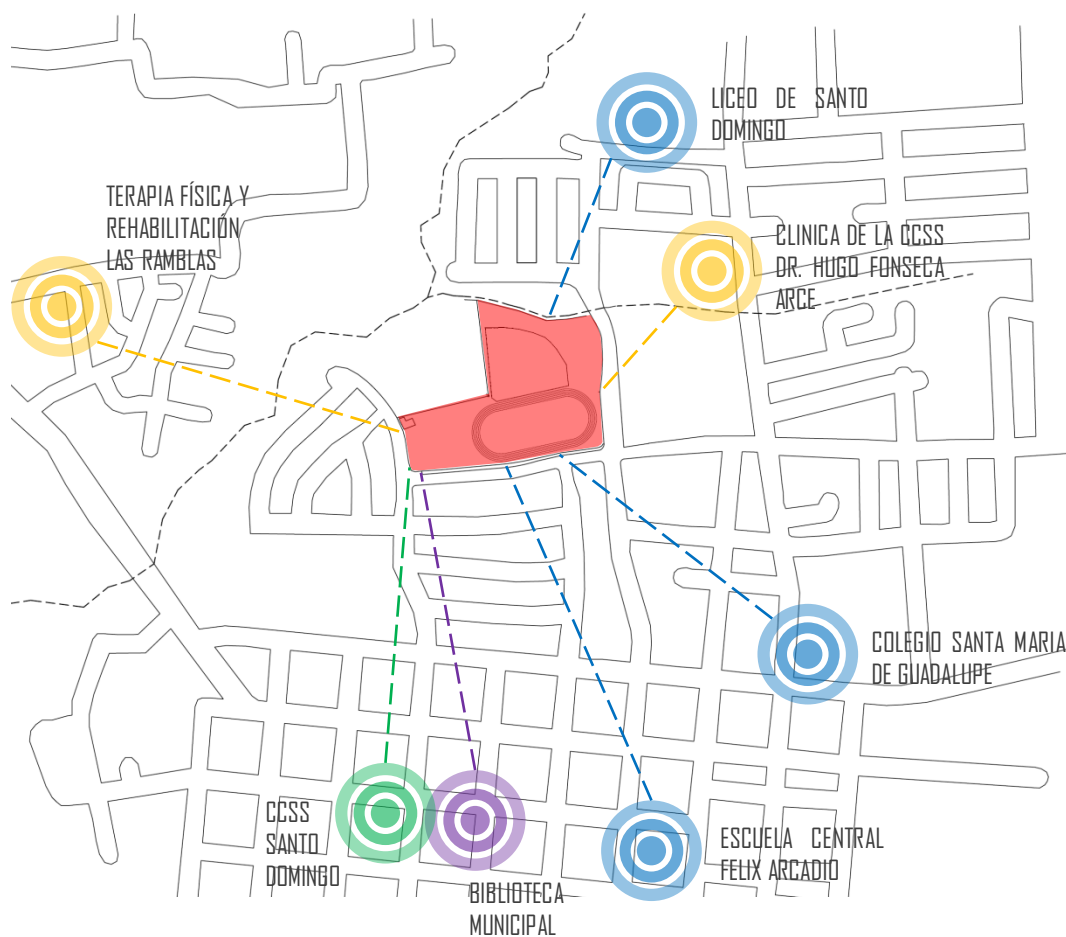 LICEO DE SANTO
DOMINGO
TERAPIA FÍSICA Y
REHABILITACIÓN
LAS RAMBLAS
CLINICA DE LA CCSS
DR. HUGO FONSECA
ARCE
COLEGIO SANTA MARIA
DE GUADALUPE
CCSS
SANTO
DOMINGO
ESCUELA CENTRAL
FELIX ARCADIO
BIBLIOTECA
MUNICIPAL